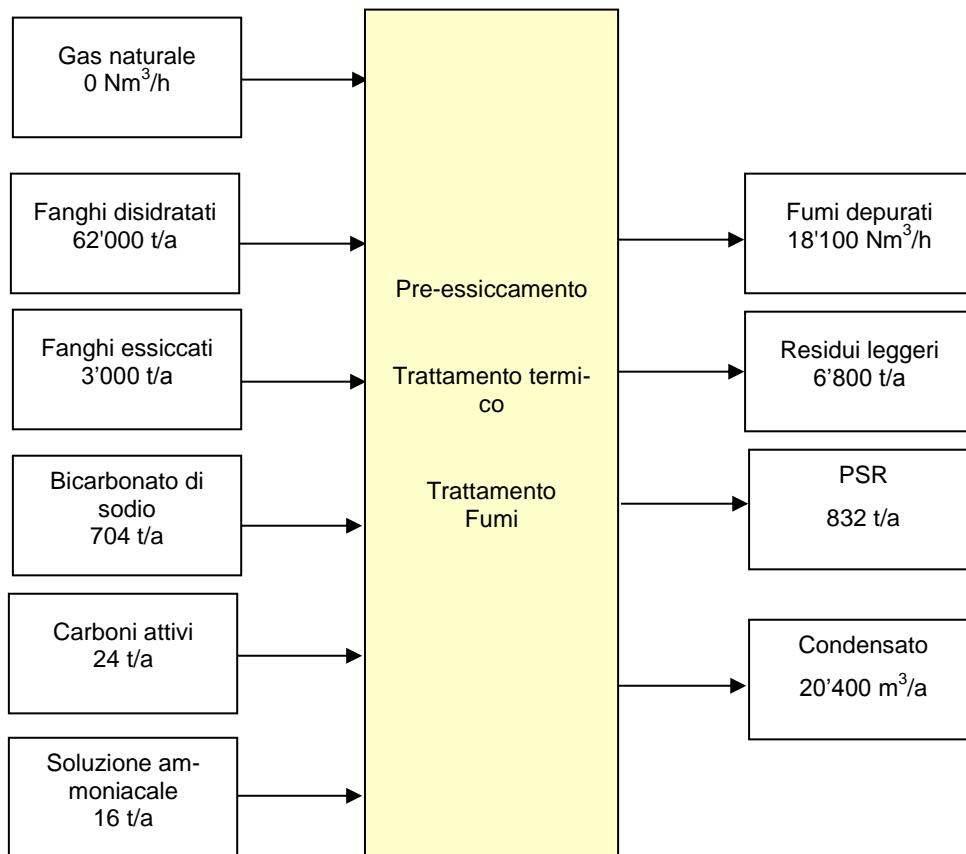 Gas naturale
0 Nm³/h
Fanghi disidratati
62'000 t/a
Fanghi essiccati
3’000 t/a
Bicarbonato di
sodio
704 t/a
Carboni attivi
24 t/a
Soluzione am-
moniacale
16 t/a
Pre-essiccamento
Trattamento termi-
co
Trattamento
Fumi
Fumi depurati
18'100 Nm³/h
Residui leggeri
6’800 t/a
PSR
832 t/a
Condensato
20’400 m³/a